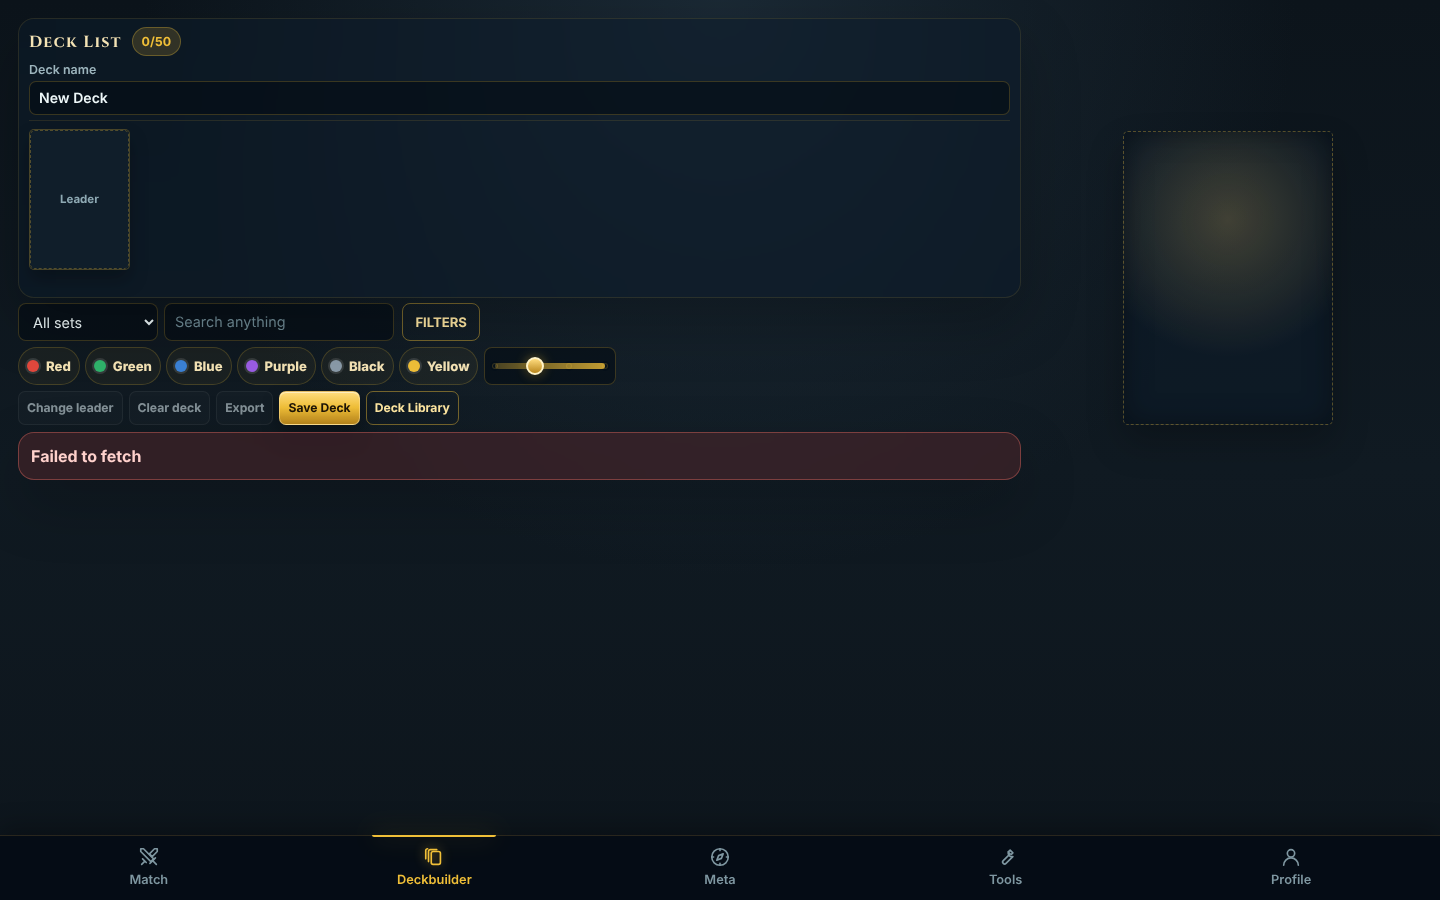 Deck List 0/50
Deck name
New Deck
Leader
All sets Search anything FILTERS
Red Green Blue Purple Black Yellow
Change leader Clear deck Export Save Deck Deck Library
Failed to fetch
Match Deckbuilder Meta Tools Profile